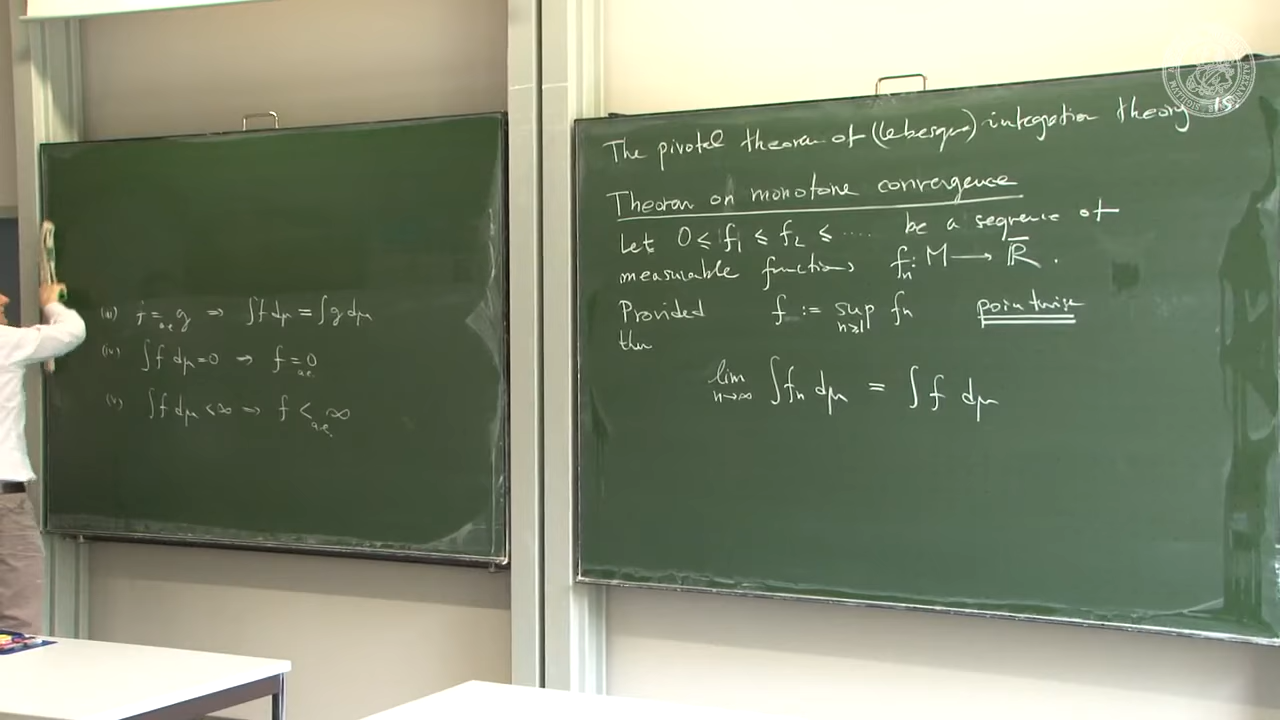 (iii) f =a.e. g ⇒ ∫f dμ = ∫g dμ
(iv) ∫f dμ = 0 ⇒ f =a.e. 0
(v) ∫f dμ < ∞ ⇒ f <a.e. ∞
The pivotal theorem of (Lebesgue) integration theory is
Theorem on monotone convergence
Let 0 ≤ f₁ ≤ f₂ ≤ .... be a sequence of
measurable functions fₙ: M → R̅.
Provided f := sup n≥1 fₙ pointwise
then
lim n→∞ ∫fₙ dμ = ∫f dμ